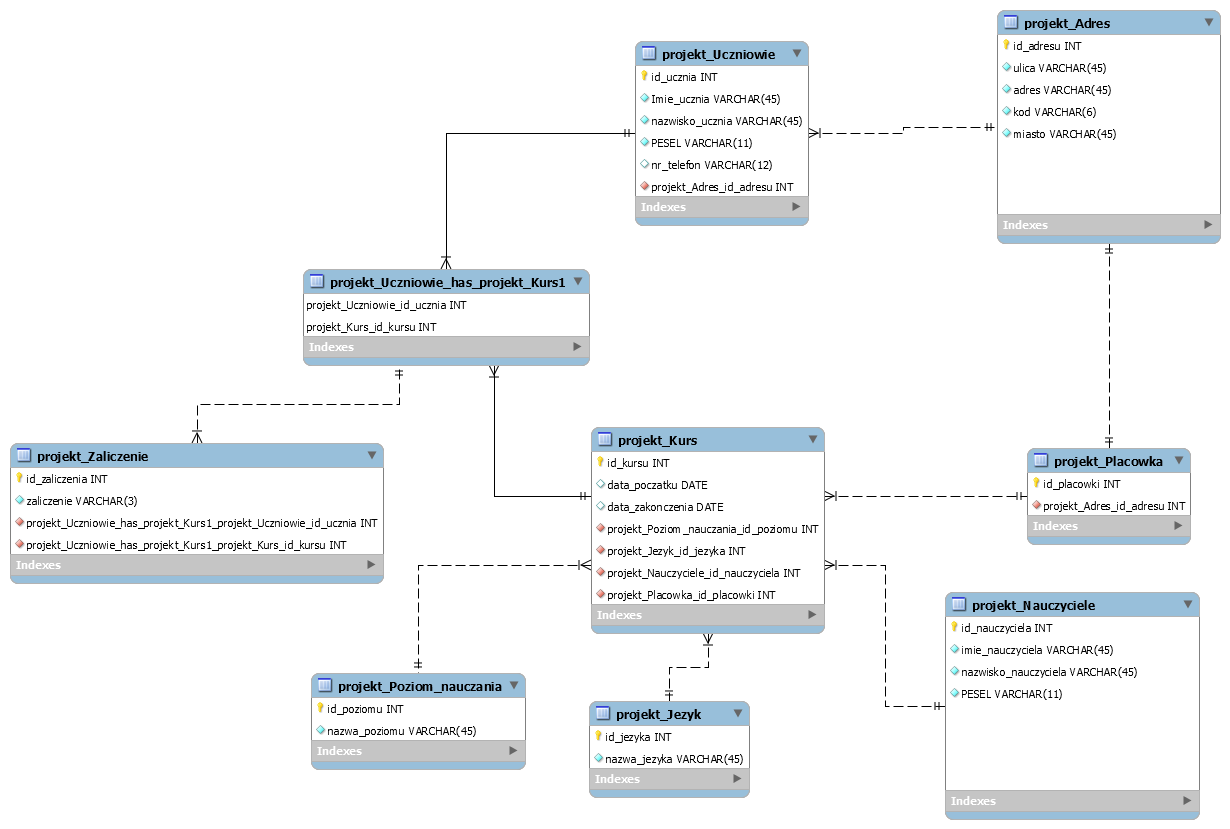 projekt_Adres
id_adresu INT
ulica VARCHAR(45)
adres VARCHAR(45)
kod VARCHAR(6)
miasto VARCHAR(45)
Indexes
projekt_Uczniowie
id_ucznia INT
Imie_ucznia VARCHAR(45)
nazwisko_ucznia VARCHAR(45)
PESEL VARCHAR(11)
nr_telefon VARCHAR(12)
projekt_Adres_id_adresu INT
Indexes
projekt_Uczniowie_has_projekt_Kurs1
projekt_Uczniowie_id_ucznia INT
projekt_Kurs_id_kursu INT
Indexes
projekt_Zaliczenie
id_zaliczenia INT
zaliczenie VARCHAR(3)
projekt_Uczniowie_has_projekt_Kurs1_projekt_Uczniowie_id_ucznia INT
projekt_Uczniowie_has_projekt_Kurs1_projekt_Kurs_id_kursu INT
Indexes
projekt_Kurs
id_kursu INT
data_poczatku DATE
data_zakonczenia DATE
projekt_Poziom_nauczania_id_poziomu INT
projekt_Jezyk_id_jezyka INT
projekt_Nauczyciele_id_nauczyciela INT
projekt_Placowka_id_placowki INT
Indexes
projekt_Placowka
id_placowki INT
projekt_Adres_id_adresu INT
Indexes
projekt_Nauczyciele
id_nauczyciela INT
imie_nauczyciela VARCHAR(45)
nazwisko_nauczyciela VARCHAR(45)
PESEL VARCHAR(11)
Indexes
projekt_Poziom_nauczania
id_poziomu INT
nazwa_poziomu VARCHAR(45)
Indexes
projekt_Jezyk
id_jezyka INT
nazwa_jezyka VARCHAR(45)
Indexes